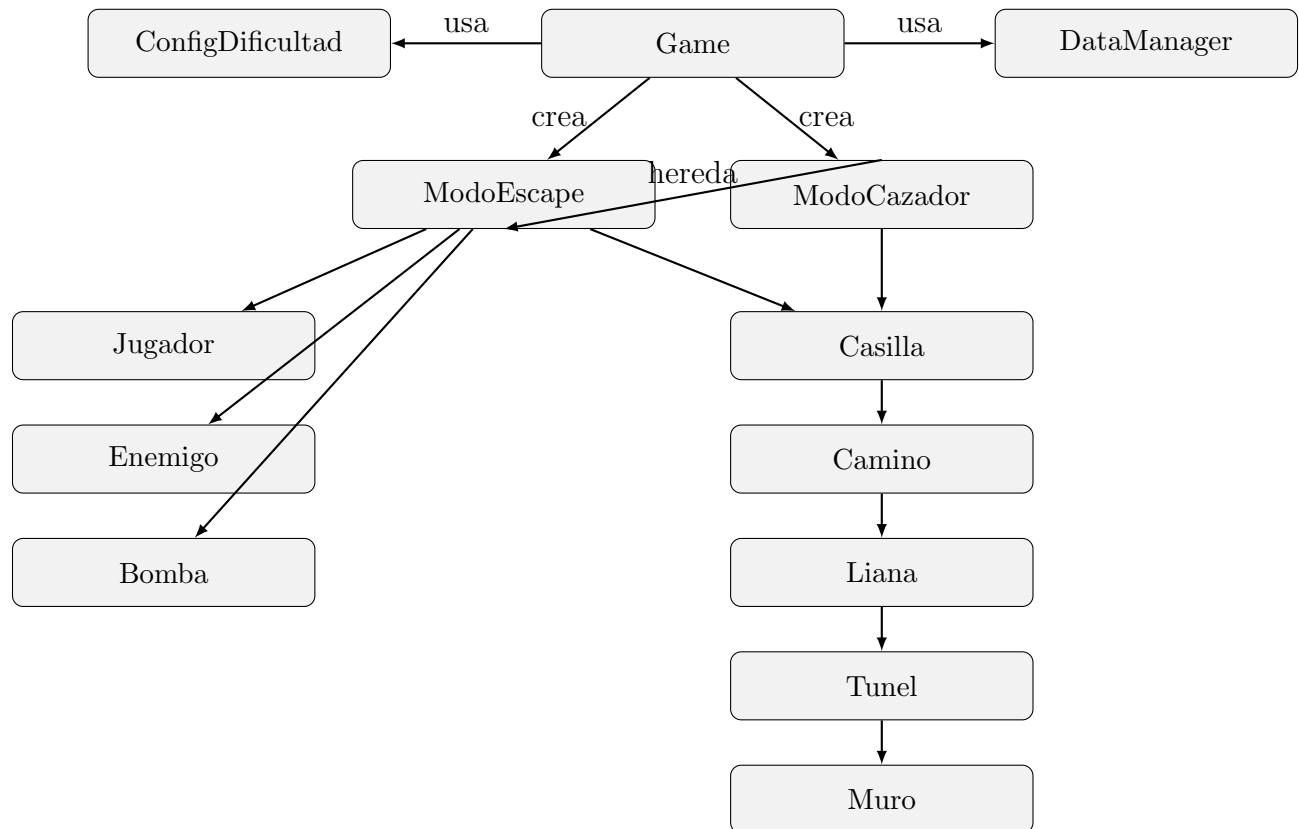 usa
usa
ConfigDificultad
Game
DataManager
crea
crea
hereda
ModoEscape
ModoCazador
Jugador
Casilla
Enemigo
Camino
Bomba
Liana
Tunel
Muro